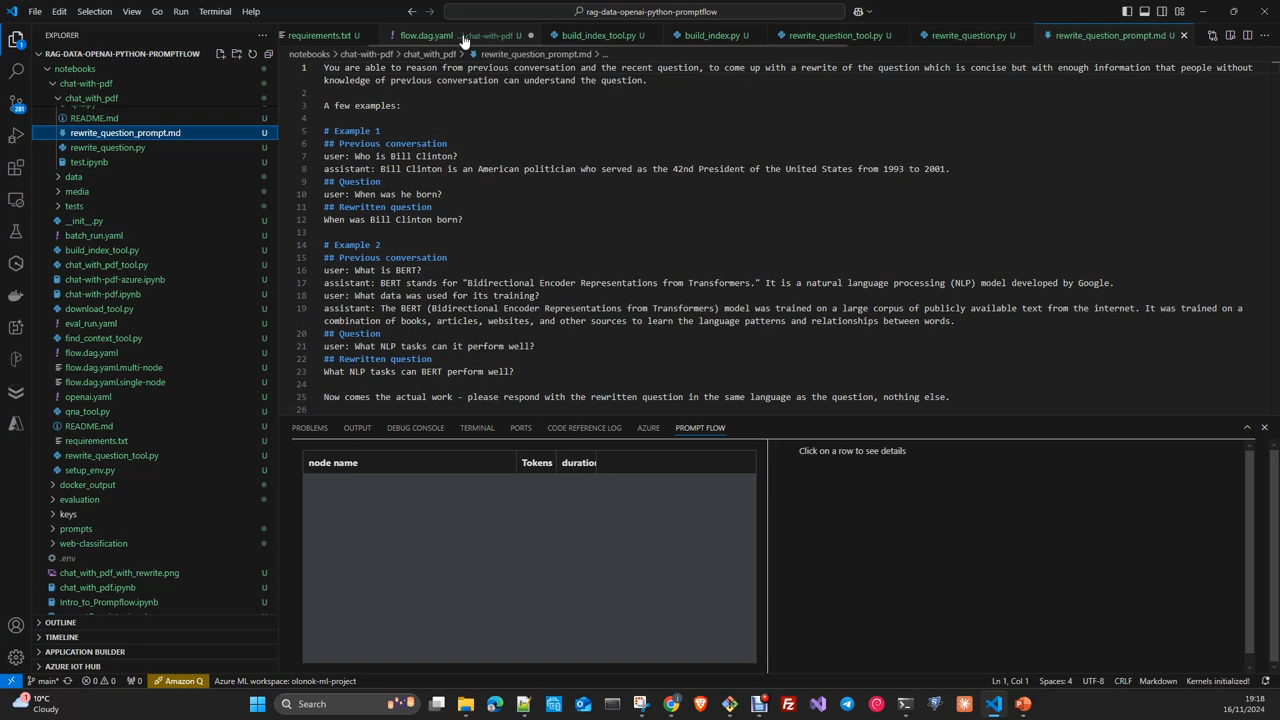 File Edit Selection View Go Run Terminal Help
rag-data-openai-python-promptflow
EXPLORER
requirements.txt U
flow.dag.yaml ...chat-with-pdf U
build_index_tool.py U
build_index.py U
rewrite_question_tool.py U
rewrite_question.py U
rewrite_question_prompt.md U
RAG-DATA-OPENAI-PYTHON-PROMPTFLOW
notebooks > chat-with-pdf > chat_with_pdf > rewrite_question_prompt.md > ...
notebooks
chat-with-pdf
chat_with_pdf
README.md U
rewrite_question_prompt.md U
rewrite_question.py U
test.ipynb U
data
media
tests
__init__.py U
batch_run.yaml U
build_index_tool.py U
chat_with_pdf_tool.py U
chat-with-pdf-azure.ipynb U
chat-with-pdf.ipynb U
download_tool.py U
eval_run.yaml U
find_context_tool.py U
flow.dag.yaml U
flow.dag.yaml.multi-node U
flow.dag.yaml.single-node U
openai.yaml U
qna_tool.py U
README.md U
requirements.txt U
rewrite_question_tool.py U
setup_env.py U
docker_output
evaluation
keys
prompts
web-classification
.env
chat_with_pdf_with_rewrite.png U
chat_with_pdf.ipynb U
Intro_to_Prompflow.ipynb U
OUTLINE
TIMELINE
APPLICATION BUILDER
AZURE IOT HUB
281
1 You are able to reason from previous conversation and the recent question, to come up with a rewrite of the question which is concise but with enough information that people without
knowledge of previous conversation can understand the question.
2
3 A few examples:
4
5 # Example 1
6 ## Previous conversation
7 user: Who is Bill Clinton?
8 assistant: Bill Clinton is an American politician who served as the 42nd President of the United States from 1993 to 2001.
9 ## Question
10 user: When was he born?
11 ## Rewritten question
12 When was Bill Clinton born?
13
14 # Example 2
15 ## Previous conversation
16 user: What is BERT?
17 assistant: BERT stands for "Bidirectional Encoder Representations from Transformers." It is a natural language processing (NLP) model developed by Google.
18 user: What data was used for its training?
19 assistant: The BERT (Bidirectional Encoder Representations from Transformers) model was trained on a large corpus of publicly available text from the internet. It was trained on a
combination of books, articles, websites, and other sources to learn the language patterns and relationships between words.
20 ## Question
21 user: What NLP tasks can it perform well?
22 ## Rewritten question
23 What NLP tasks can BERT perform well?
24
25 Now comes the actual work - please respond with the rewritten question in the same language as the question, nothing else.
26
PROBLEMS OUTPUT DEBUG CONSOLE TERMINAL PORTS CODE REFERENCE LOG AZURE PROMPT FLOW
node name Tokens duration
Click on a row to see details
main* 0 0 0 Amazon Q Azure ML workspace: olonok-ml-project
Ln 1, Col 1 Spaces: 4 UTF-8 CRLF Markdown Kernels initialized!
10°C
Cloudy
Search
19:18
16/11/2024